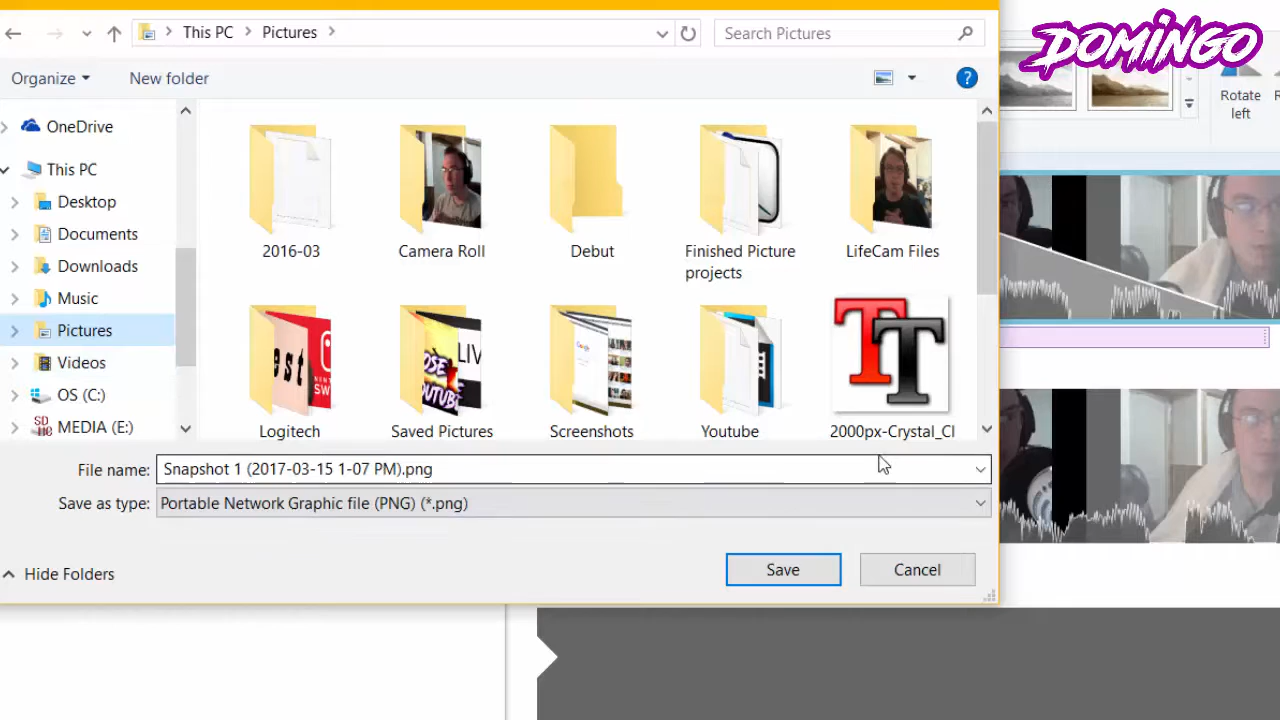 DOMINGO
This PC
Pictures
Search Pictures
Organize
New folder
?
Rotate
left
OneDrive
This PC
Desktop
Documents
Downloads
Music
Pictures
Videos
OS (C:)
MEDIA (E:)
2016-03
Camera Roll
Debut
Finished Picture
projects
LifeCam Files
Logitech
Saved Pictures
Screenshots
Youtube
TT
2000px-Crystal_Cl
File name:
Snapshot 1 (2017-03-15 1-07 PM).png
Save as type:
Portable Network Graphic file (PNG) (*.png)
Hide Folders
Save
Cancel